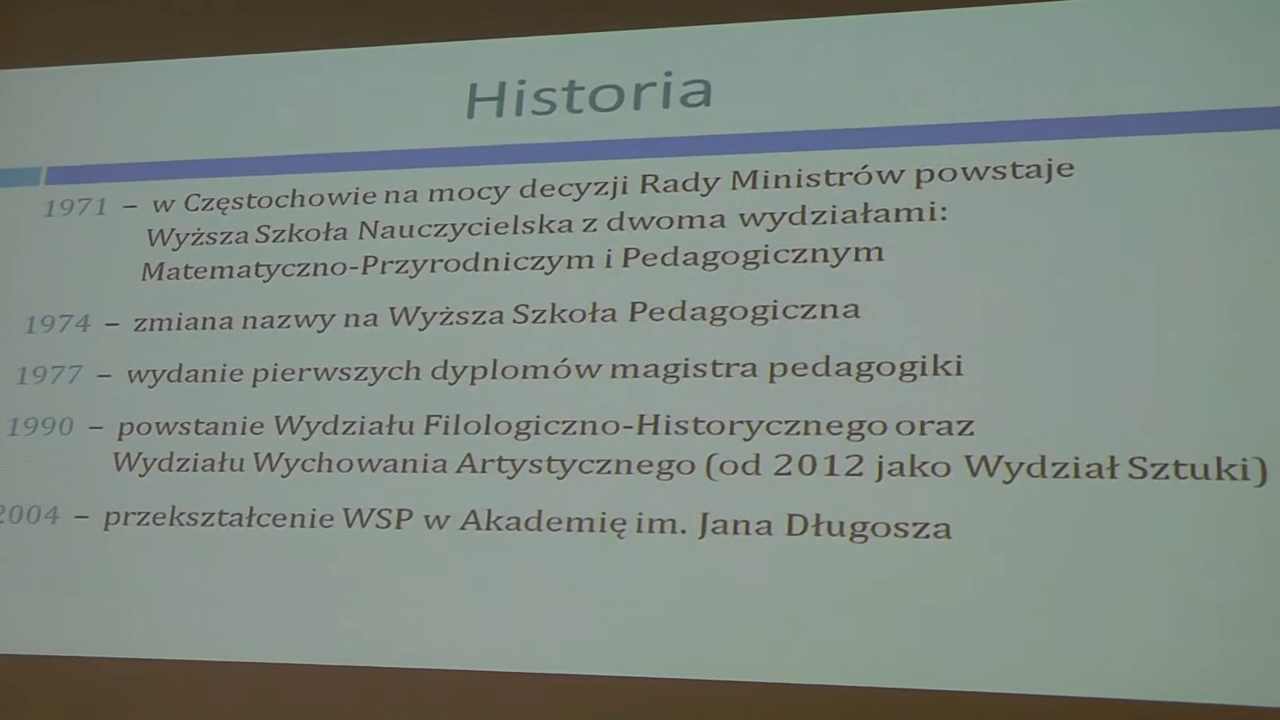 Historia
1971 – w Częstochowie na mocy decyzji Rady Ministrów powstaje
Wyższa Szkoła Nauczycielska z dwoma wydziałami:
Matematyczno-Przyrodniczym i Pedagogicznym
1974 – zmiana nazwy na Wyższa Szkoła Pedagogiczna
1977 – wydanie pierwszych dyplomów magistra pedagogiki
1990 – powstanie Wydziału Filologiczno-Historycznego oraz
Wydziału Wychowania Artystycznego (od 2012 jako Wydział Sztuki)
2004 – przekształcenie WSP w Akademię im. Jana Długosza